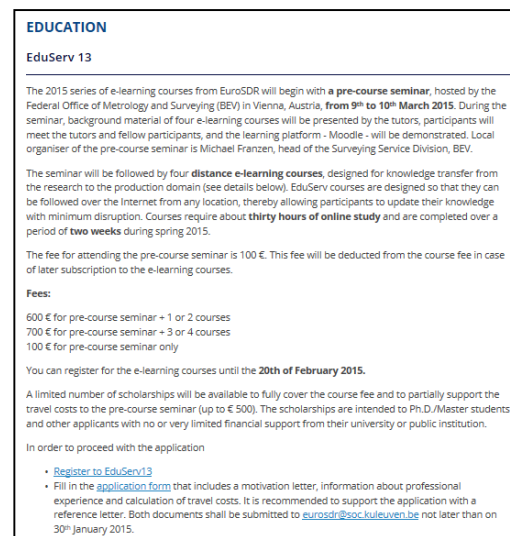 EDUCATION
EduServ 13
The 2015 series of e-learning courses from EuroSDR will begin with a pre-course seminar, hosted by the
Federal Office of Metrology and Surveying (BEV) in Vienna, Austria, from 9th to 10th March 2015. During the
seminar, background material of four e-learning courses will be presented by the tutors, participants will
meet the tutors and fellow participants, and the learning platform - Moodle - will be demonstrated. Local
organiser of the pre-course seminar is Michael Franzen, head of the Surveying Service Division, BEV.
The seminar will be followed by four distance e-learning courses, designed for knowledge transfer from
the research to the production domain (see details below). EduServ courses are designed so that they can
be followed over the Internet from any location, thereby allowing participants to update their knowledge
with minimum disruption. Courses require about thirty hours of online study and are completed over a
period of two weeks during spring 2015.
The fee for attending the pre-course seminar is 100 €. This fee will be deducted from the course fee in case
of later subscription to the e-learning courses.
Fees:
600 € for pre-course seminar + 1 or 2 courses
700 € for pre-course seminar + 3 or 4 courses
100 € for pre-course seminar only
You can register for the e-learning courses until the 20th of February 2015.
A limited number of scholarships will be available to fully cover the course fee and to partially support the
travel costs to the pre-course seminar (up to € 500). The scholarships are intended to Ph.D./Master students
and other applicants with no or very limited financial support from their university or public institution.
In order to proceed with the application
• Register to EduServ13
• Fill in the application form that includes a motivation letter, information about professional
experience and calculation of travel costs. It is recommended to support the application with a
reference letter. Both documents shall be submitted to eurosdr@soc.kuleuven.be not later than on
30th January 2015.